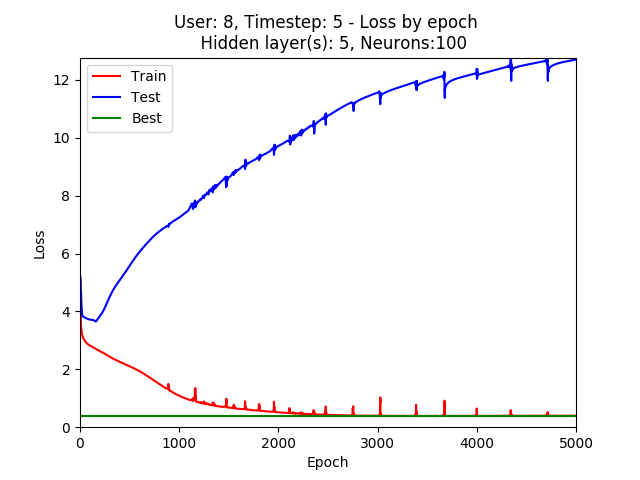 User: 8, Timestep: 5 - Loss by epoch
Hidden layer(s): 5, Neurons:100
Train
Test
Best
Loss
12
10
8
6
4
2
0
0 1000 2000 3000 4000 5000
Epoch